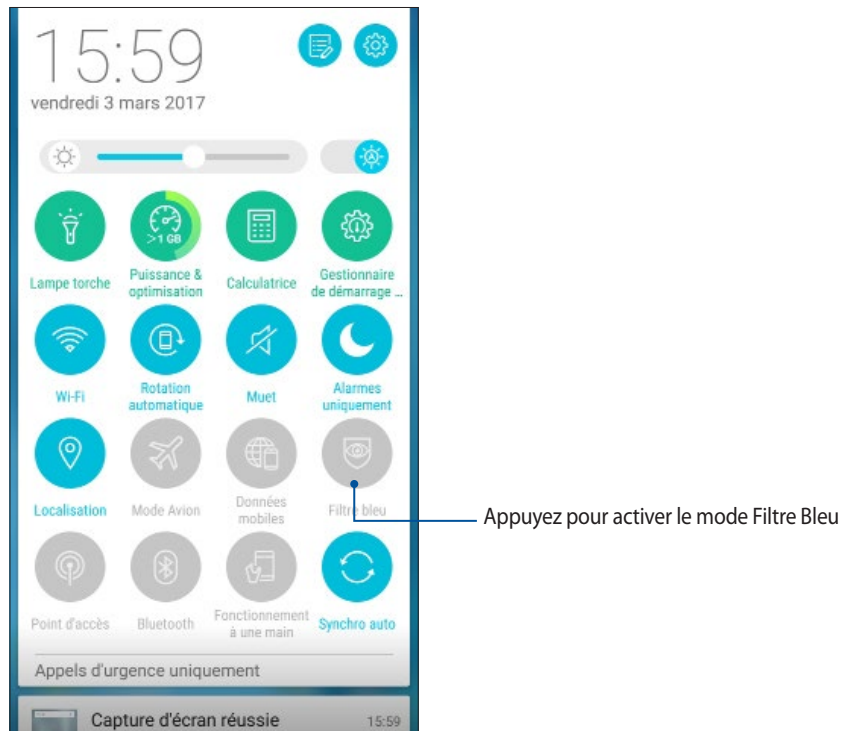 15:59
vendredi 3 mars 2017
A
>1 GB
Lampe torche
Puissance &
optimisation
Calculatrice
Gestionnaire
de démarrage ...
Wi-Fi
Rotation
automatique
Muet
Alarmes
uniquement
Localisation
Mode Avion
Données
mobiles
Filtre bleu
Appuyez pour activer le mode Filtre Bleu
Point d'accès
Bluetooth
Fonctionnement
à une main
Synchro auto
Appels d'urgence uniquement
Capture d'écran réussie 15:59